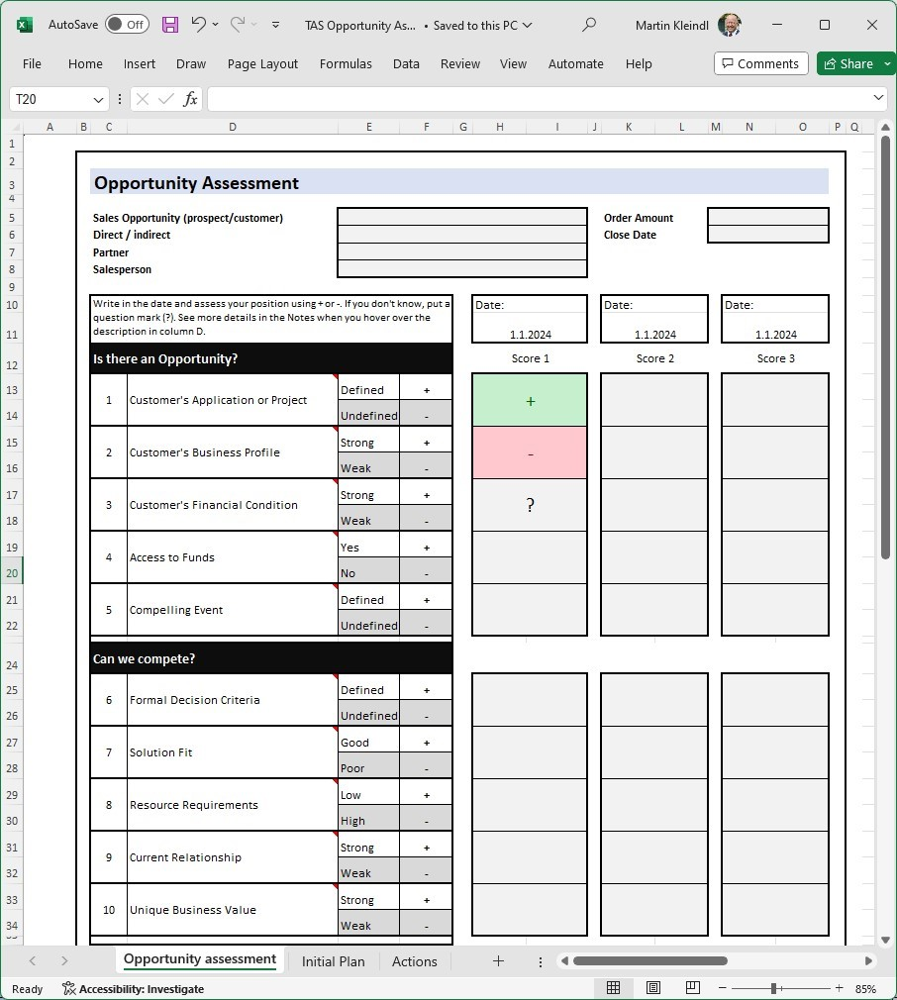 AutoSave Off TAS Opportunity As... • Saved to this PC Martin Kleindl
File Home Insert Draw Page Layout Formulas Data Review View Automate Help Comments Share
T20 fx
A B C D E F G H I J K L M N O P Q
1
2
3 Opportunity Assessment
4
5 Sales Opportunity (prospect/customer) Order Amount
6 Direct / indirect Close Date
7 Partner
8 Salesperson
9
10 Write in the date and assess your position using + or -. If you don't know, put a Date: Date: Date:
question mark (?). See more details in the Notes when you hover over the
11 description in column D. 1.1.2024 1.1.2024 1.1.2024
12 Is there an Opportunity? Score 1 Score 2 Score 3
13 Defined +
1 Customer's Application or Project +
14 Undefined -
15 Strong +
2 Customer's Business Profile -
16 Weak -
17 Strong +
3 Customer's Financial Condition ?
18 Weak -
19 Yes +
4 Access to Funds
20 No -
21 Defined +
5 Compelling Event
22 Undefined -
24 Can we compete?
25 Defined +
6 Formal Decision Criteria
26 Undefined -
27 Good +
7 Solution Fit
28 Poor -
29 Low +
8 Resource Requirements
30 High -
31 Strong +
9 Current Relationship
32 Weak -
33 Strong +
10 Unique Business Value
34 Weak -
Opportunity assessment Initial Plan Actions +
Ready Accessibility: Investigate - + 85%